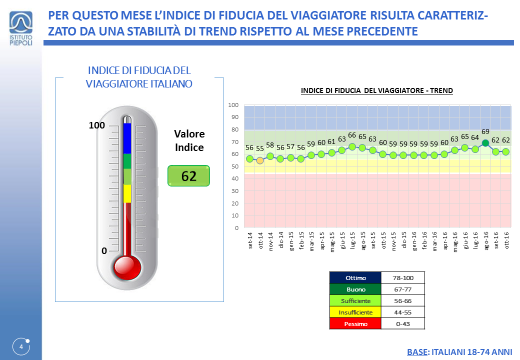 PER QUESTO MESE L'INDICE DI FIDUCIA DEL VIAGGIATORE RISULTA CARATTERIZ-
ZATO DA UNA STABILITÀ DI TREND RISPETTO AL MESE PRECEDENTE
ISTITUTO
PIEPOLI
INDICE DI FIDUCIA DEL
VIAGGIATORE ITALIANO
100
0
Valore
Indice
62
INDICE DI FIDUCIA DEL VIAGGIATORE - TREND
100
90
80
70
60
50
40
30
20
10
0
56 55 58 56 57 56 59 60 61 63 66 65 63 60 59 59 59 59 59 60 63 65 64 69 62 62
set-14 ott-14 nov-14 dic-14 gen-15 feb-15 mar-15 apr-15 mag-15 giu-15 lug-15 ago-15 set-15 ott-15 nov-15 dic-15 gen-16 feb-16 mar-16 apr-16 mag-16 giu-16 lug-16 ago-16 set-16 ott-16
Ottimo 78-100
Buono 67-77
Sufficiente 56-66
Insufficiente 44-55
Pessimo 0-43
4
BASE: ITALIANI 18-74 ANNI